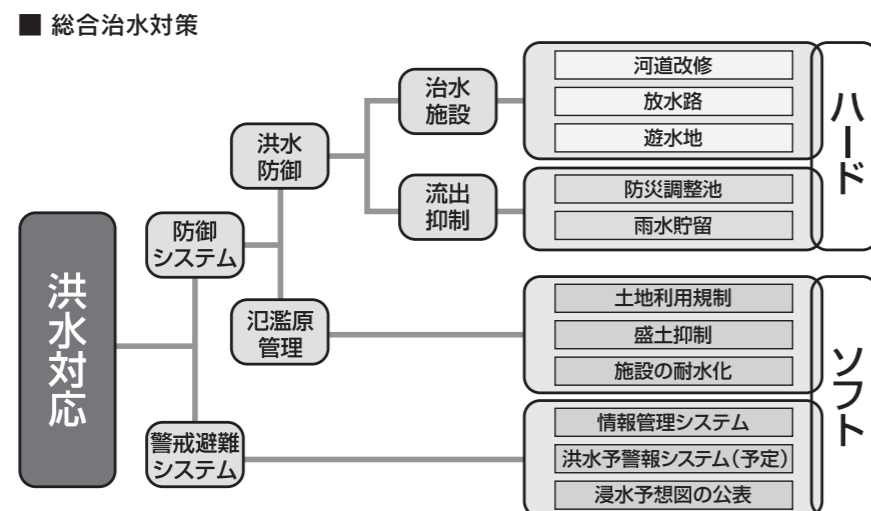 ■ 総合治水対策
洪水対応
防御
システム
警戒避難
システム
洪水
防御
氾濫原
管理
治水
施設
流出
抑制
河道改修
放水路
遊水地
防災調整池
雨水貯留
土地利用規制
盛土抑制
施設の耐水化
情報管理システム
洪水予警報システム(予定)
浸水予想図の公表
ハード
ソフト